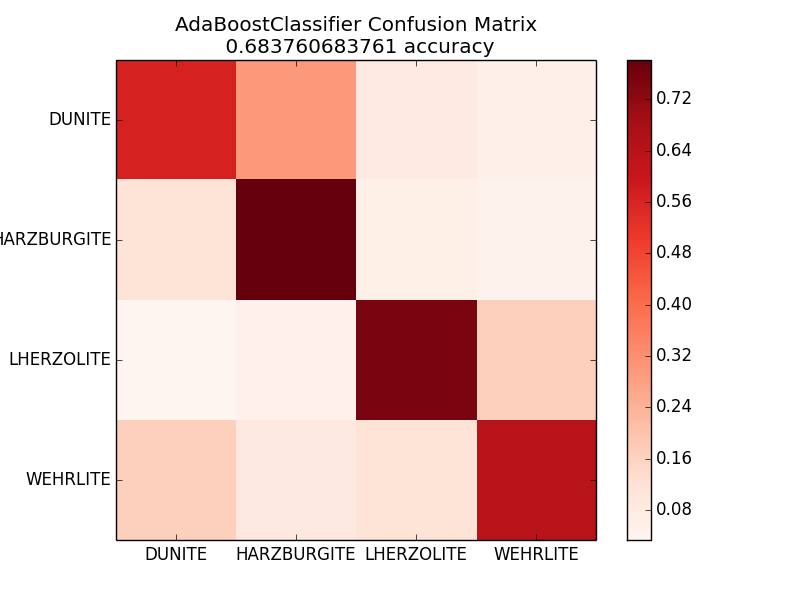 AdaBoostClassifier Confusion Matrix
0.683760683761 accuracy
DUNITE
HARZBURGITE
LHERZOLITE
WEHRLITE
DUNITE HARZBURGITE LHERZOLITE WEHRLITE
0.72
0.64
0.56
0.48
0.40
0.32
0.24
0.16
0.08